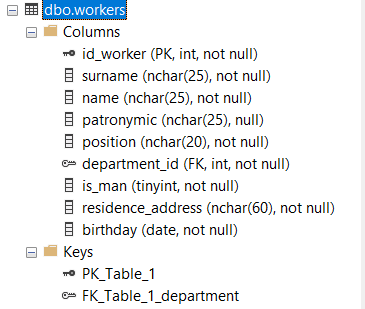 dbo.workers
Columns
id_worker (PK, int, not null)
surname (nchar(25), not null)
name (nchar(25), not null)
patronymic (nchar(25), null)
position (nchar(20), not null)
department_id (FK, int, not null)
is_man (tinyint, not null)
residence_address (nchar(60), not null)
birthday (date, not null)
Keys
PK_Table_1
FK_Table_1_department